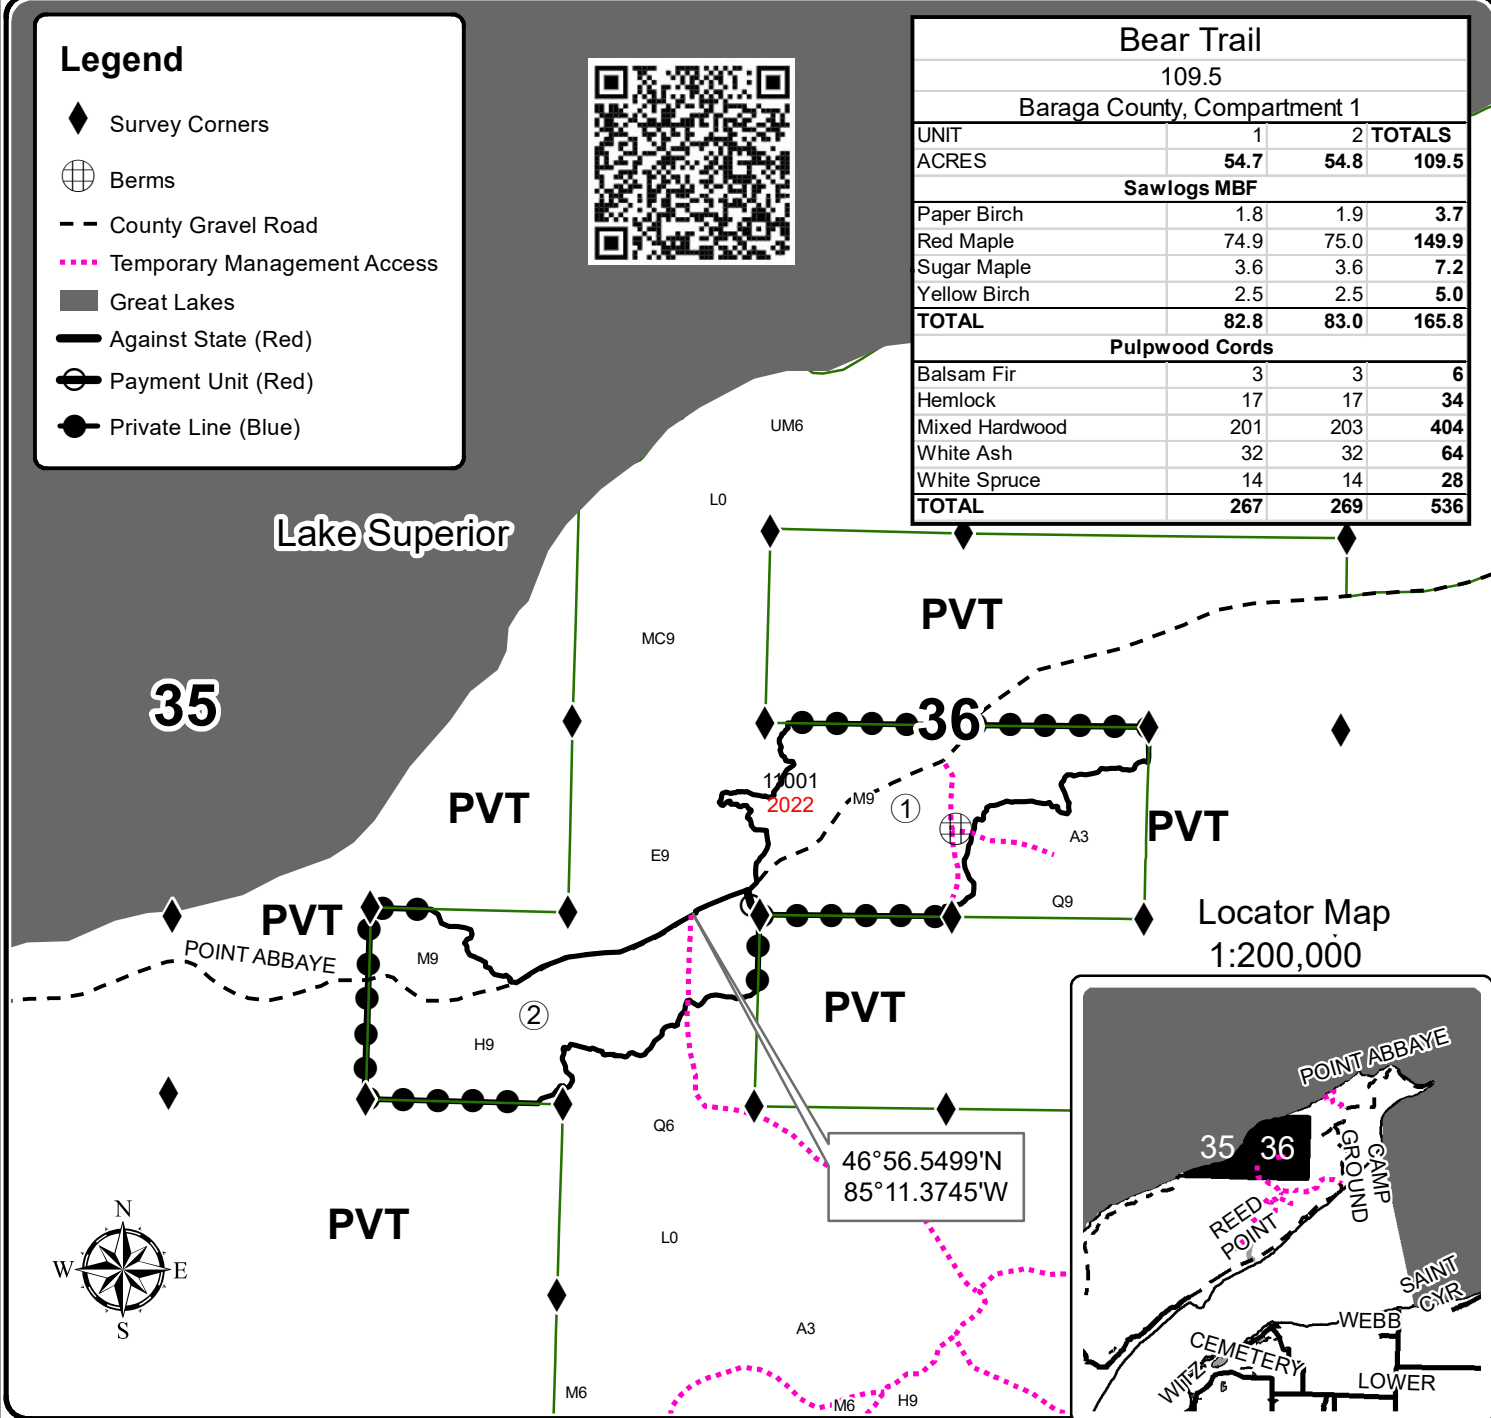 Legend
Survey Corners
Berms
County Gravel Road
Temporary Management Access
Great Lakes
Against State (Red)
Payment Unit (Red)
Private Line (Blue)
Bear Trail
109.5
Baraga County, Compartment 1
UNIT 1 2 TOTALS
ACRES 54.7 54.8 109.5
Sawlogs MBF
Paper Birch 1.8 1.9 3.7
Red Maple 74.9 75.0 149.9
Sugar Maple 3.6 3.6 7.2
Yellow Birch 2.5 2.5 5.0
TOTAL 82.8 83.0 165.8
Pulpwood Cords
Balsam Fir 3 3 6
Hemlock 17 17 34
Mixed Hardwood 201 203 404
White Ash 32 32 64
White Spruce 14 14 28
TOTAL 267 269 536
UM6
L0
Lake Superior
PVT
MC9
35
36
11001
2022
M9
1
PVT
A3
PVT
E9
Q9
PVT
POINT ABBAYE
M9
2
H9
PVT
Q6
46°56.5499'N
85°11.3745'W
PVT
L0
A3
M6
M6
H9
N
W
E
S
Locator Map
1:200,000
POINT ABBAYE
35
36
CAMP
GROUND
REED
POINT
SAINT
CYR
WEBB
CEMETERY
WITZ
LOWER